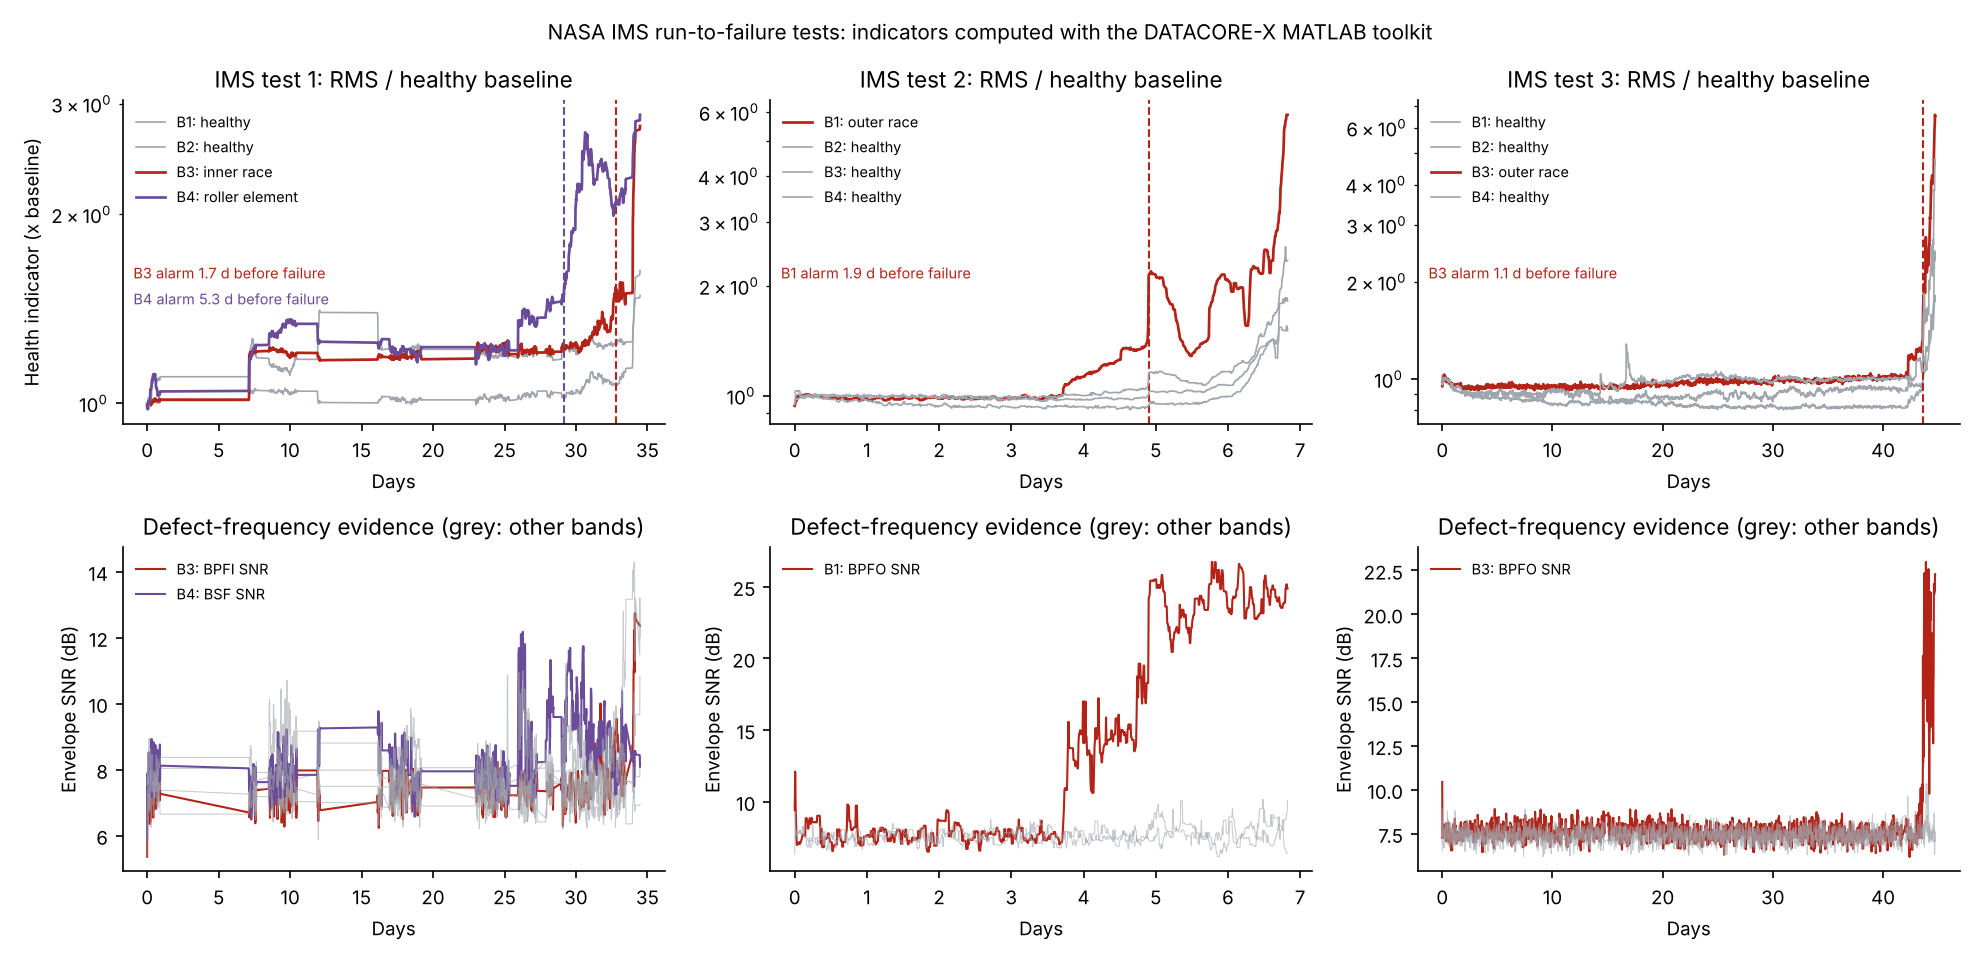 NASA IMS run-to-failure tests: indicators computed with the DATACORE-X MATLAB toolkit
IMS test 1: RMS / healthy baseline
Health indicator (x baseline)
3 × 10⁰
2 × 10⁰
10⁰
B1: healthy
B2: healthy
B3: inner race
B4: roller element
B3 alarm 1.7 d before failure
B4 alarm 5.3 d before failure
0 5 10 15 20 25 30 35
Days
IMS test 2: RMS / healthy baseline
6 × 10⁰
4 × 10⁰
3 × 10⁰
2 × 10⁰
10⁰
B1: outer race
B2: healthy
B3: healthy
B4: healthy
B1 alarm 1.9 d before failure
0 1 2 3 4 5 6 7
Days
IMS test 3: RMS / healthy baseline
6 × 10⁰
4 × 10⁰
3 × 10⁰
2 × 10⁰
10⁰
B1: healthy
B2: healthy
B3: outer race
B4: healthy
B3 alarm 1.1 d before failure
0 10 20 30 40
Days
Defect-frequency evidence (grey: other bands)
Envelope SNR (dB)
14
12
10
8
6
B3: BPFI SNR
B4: BSF SNR
0 5 10 15 20 25 30 35
Days
Defect-frequency evidence (grey: other bands)
Envelope SNR (dB)
25
20
15
10
B1: BPFO SNR
0 1 2 3 4 5 6 7
Days
Defect-frequency evidence (grey: other bands)
Envelope SNR (dB)
22.5
20.0
17.5
15.0
12.5
10.0
7.5
B3: BPFO SNR
0 10 20 30 40
Days